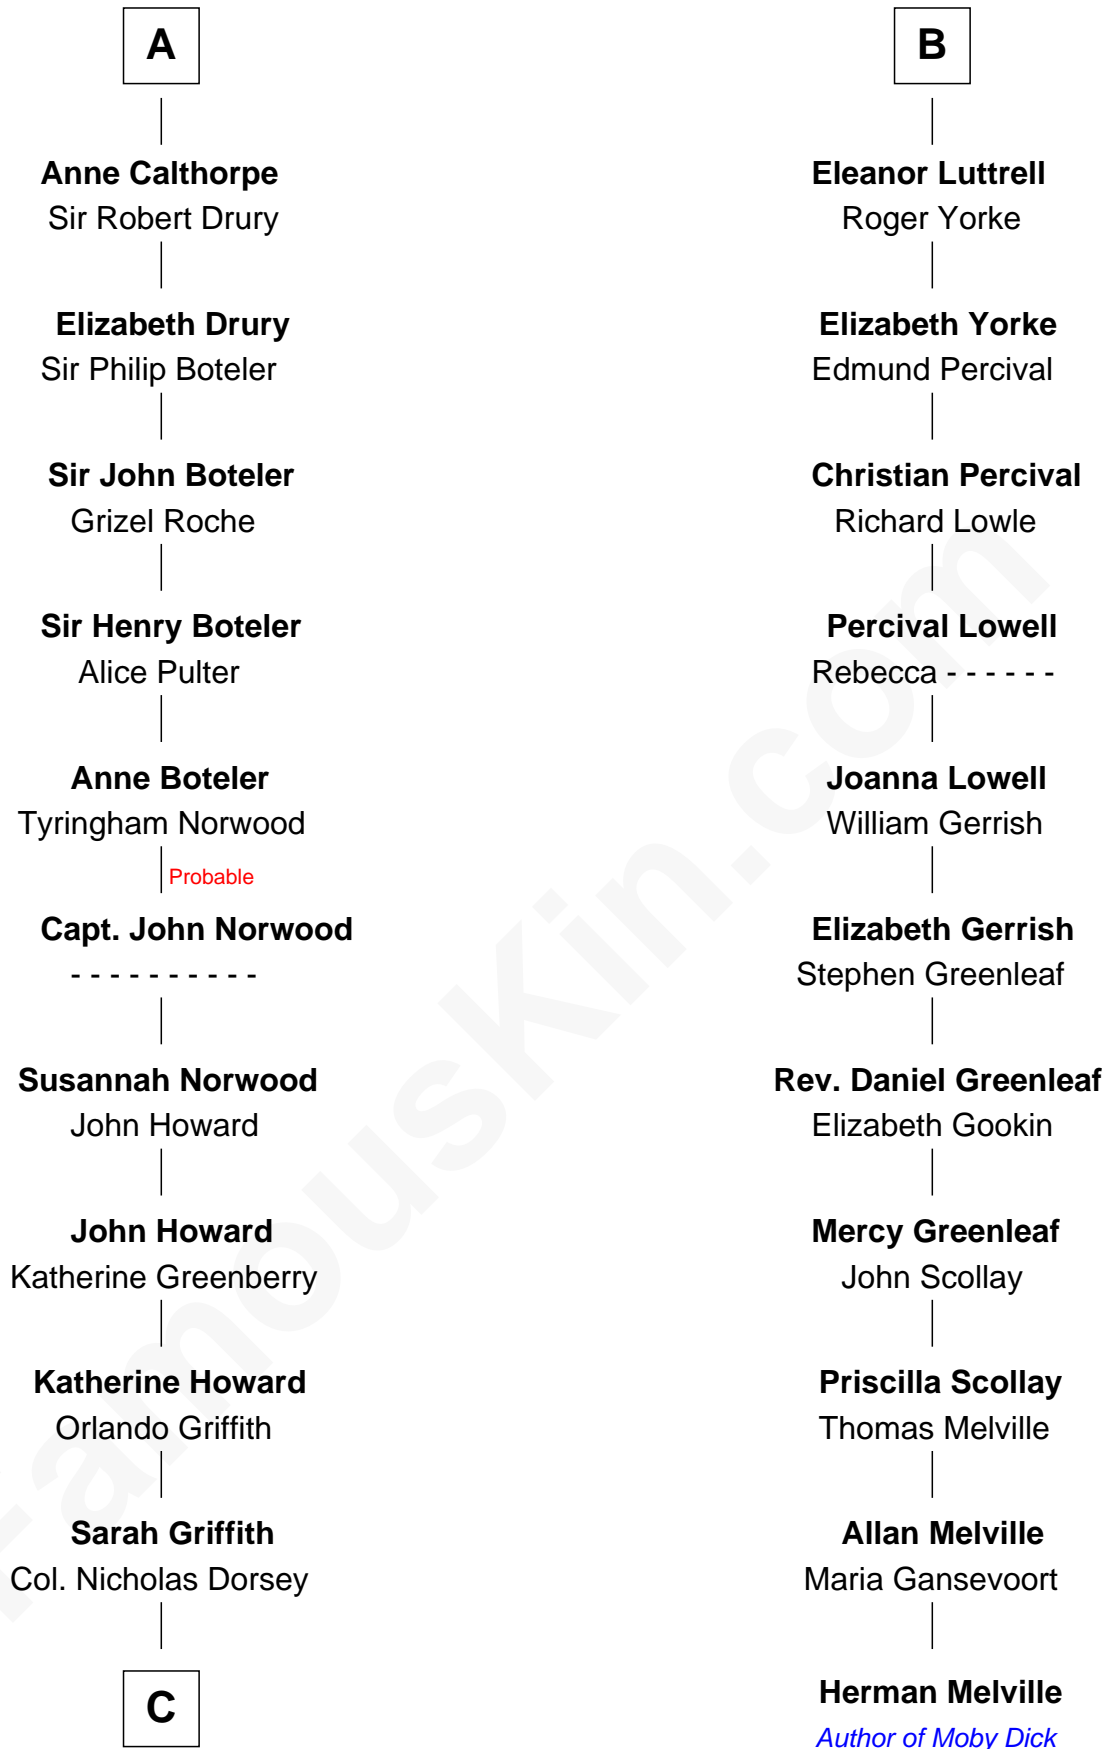 A
Anne Calthorpe
Sir Robert Drury
Elizabeth Drury
Sir Philip Boteler
Sir John Boteler
Grizel Roche
Sir Henry Boteler
Alice Pulter
Anne Boteler
Tyringham Norwood
Probable
Capt. John Norwood
- - - - - - - - - -
Susannah Norwood
John Howard
John Howard
Katherine Greenberry
Katherine Howard
Orlando Griffith
Sarah Griffith
Col. Nicholas Dorsey
C
B
Eleanor Luttrell
Roger Yorke
Elizabeth Yorke
Edmund Percival
Christian Percival
Richard Lowle
Percival Lowell
Rebecca - - - - - -
Joanna Lowell
William Gerrish
Elizabeth Gerrish
Stephen Greenleaf
Rev. Daniel Greenleaf
Elizabeth Gookin
Mercy Greenleaf
John Scollay
Priscilla Scollay
Thomas Melville
Allan Melville
Maria Gansevoort
Herman Melville
Author of Moby Dick
FamousKin.com